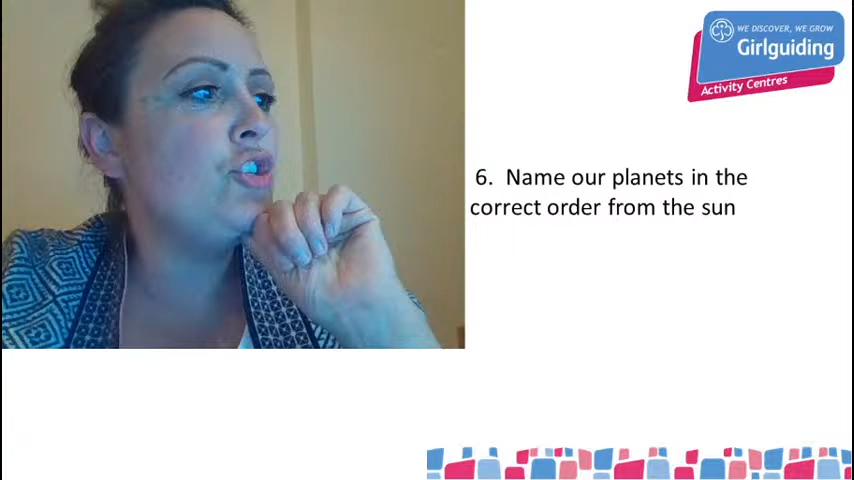 WE DISCOVER, WE GROW
Girlguiding
Activity Centres
6. Name our planets in the
correct order from the sun